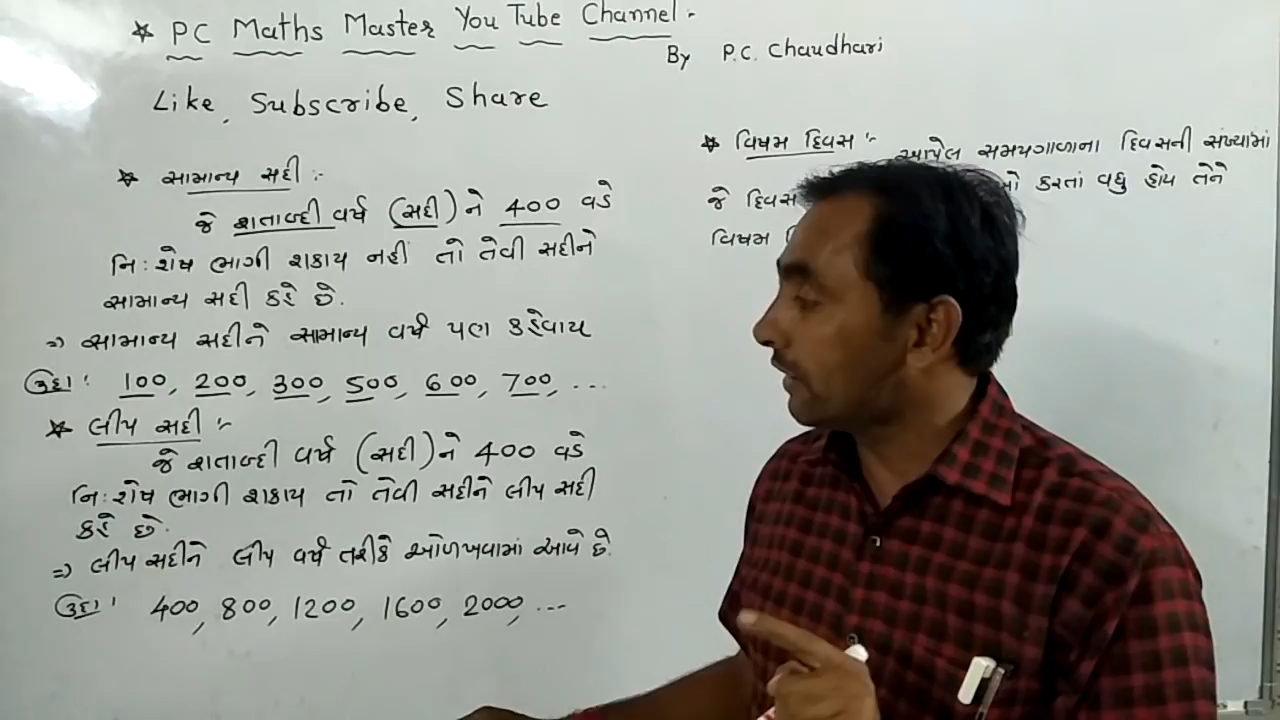 ☆ PC Maths Master You Tube Channel :-
By P.C. Chaudhari
Like, Subscribe, Share
☆ સામાન્ય સદી :-
જે શતાબ્દી વર્ષ (સદી) ને 400 વડે
નિ:શેષ ભાગી શકાય નહીં તો તેવી સદીને
સામાન્ય સદી કહે છે.
=> સામાન્ય સદીને સામાન્ય વર્ષ પણ કહેવાય
ઉદા : 100, 200, 300, 500, 600, 700, ...
☆ લીપ સદી :-
જે શતાબ્દી વર્ષ (સદી) ને 400 વડે
નિ:શેષ ભાગી શકાય તો તેવી સદીને લીપ સદી
કહે છે.
=> લીપ સદીને લીપ વર્ષ તરીકે ઓળખવામાં આવે છે.
ઉદા : 400, 800, 1200, 1600, 2000, ...
☆ વિષમ દિવસ :- આપેલ સમયગાળાના દિવસની સંખ્યામાં
જે દિવસ કરતાં વધુ હોય તેને
વિષમ